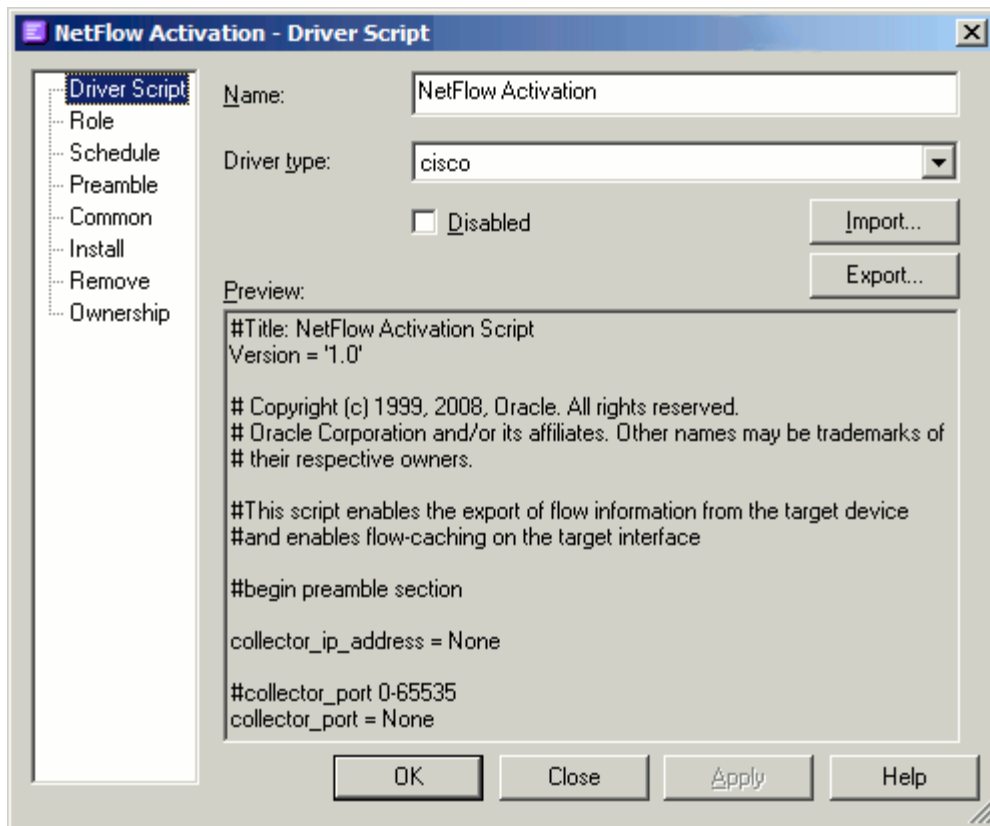 NetFlow Activation - Driver Script
Driver Script
Role
Schedule
Preamble
Common
Install
Remove
Ownership
Name:
NetFlow Activation
Driver type:
cisco
Disabled
Import...
Export...
Preview:
#Title: NetFlow Activation Script
Version = '1.0'
# Copyright (c) 1999, 2008, Oracle. All rights reserved.
# Oracle Corporation and/or its affiliates. Other names may be trademarks of
# their respective owners.
#This script enables the export of flow information from the target device
#and enables flow-caching on the target interface
#begin preamble section
collector_ip_address = None
#collector_port 0-65535
collector_port = None
OK
Close
Apply
Help